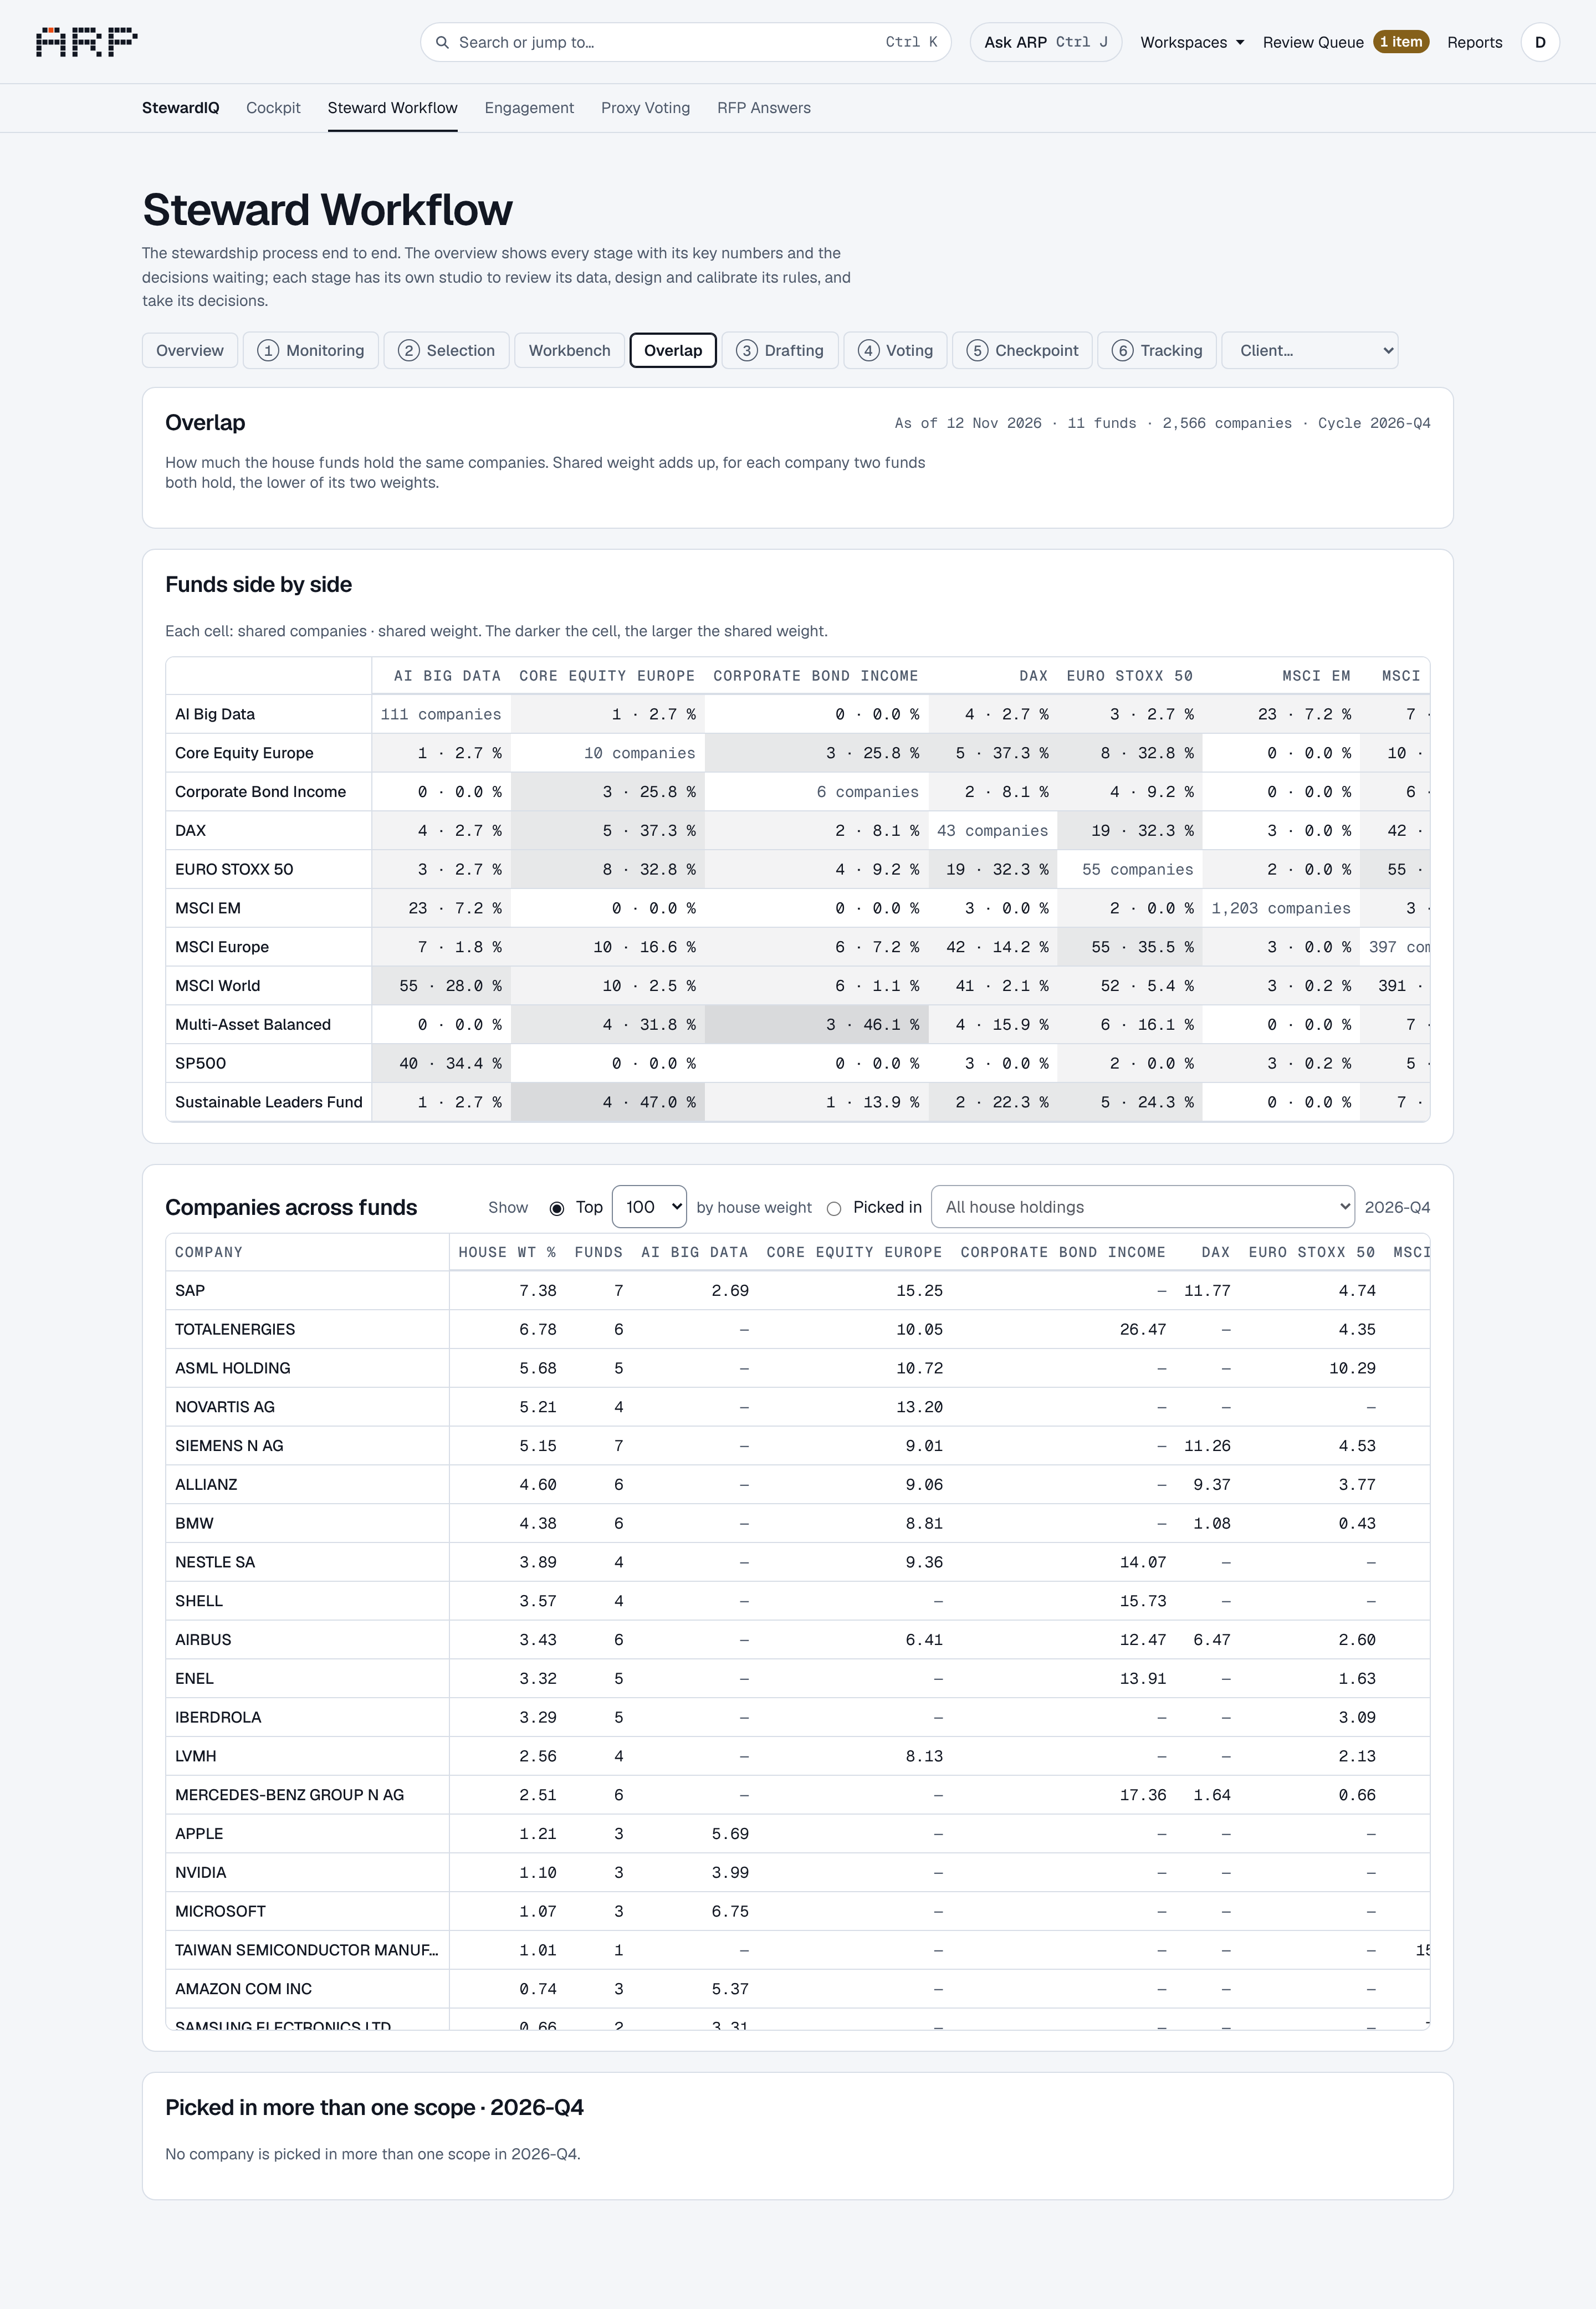 ARP
Search or jump to... Ctrl K
Ask ARP Ctrl J
Workspaces
Review Queue 1 item
Reports
D
StewardIQ Cockpit Steward Workflow Engagement Proxy Voting RFP Answers
Steward Workflow
The stewardship process end to end. The overview shows every stage with its key numbers and the
decisions waiting; each stage has its own studio to review its data, design and calibrate its rules, and
take its decisions.
Overview 1 Monitoring 2 Selection Workbench Overlap 3 Drafting 4 Voting 5 Checkpoint 6 Tracking Client...
Overlap As of 12 Nov 2026 · 11 funds · 2,566 companies · Cycle 2026-Q4
How much the house funds hold the same companies. Shared weight adds up, for each company two funds
both hold, the lower of its two weights.
Funds side by side
Each cell: shared companies · shared weight. The darker the cell, the larger the shared weight.
AI BIG DATA CORE EQUITY EUROPE CORPORATE BOND INCOME DAX EURO STOXX 50 MSCI EM MSCI
AI Big Data 111 companies 1 · 2.7 % 0 · 0.0 % 4 · 2.7 % 3 · 2.7 % 23 · 7.2 % 7 ·
Core Equity Europe 1 · 2.7 % 10 companies 3 · 25.8 % 5 · 37.3 % 8 · 32.8 % 0 · 0.0 % 10 ·
Corporate Bond Income 0 · 0.0 % 3 · 25.8 % 6 companies 2 · 8.1 % 4 · 9.2 % 0 · 0.0 % 6 ·
DAX 4 · 2.7 % 5 · 37.3 % 2 · 8.1 % 43 companies 19 · 32.3 % 3 · 0.0 % 42 ·
EURO STOXX 50 3 · 2.7 % 8 · 32.8 % 4 · 9.2 % 19 · 32.3 % 55 companies 2 · 0.0 % 55 ·
MSCI EM 23 · 7.2 % 0 · 0.0 % 0 · 0.0 % 3 · 0.0 % 2 · 0.0 % 1,203 companies 3 ·
MSCI Europe 7 · 1.8 % 10 · 16.6 % 6 · 7.2 % 42 · 14.2 % 55 · 35.5 % 3 · 0.0 % 397 com
MSCI World 55 · 28.0 % 10 · 2.5 % 6 · 1.1 % 41 · 2.1 % 52 · 5.4 % 3 · 0.2 % 391 ·
Multi-Asset Balanced 0 · 0.0 % 4 · 31.8 % 3 · 46.1 % 4 · 15.9 % 6 · 16.1 % 0 · 0.0 % 7 ·
SP500 40 · 34.4 % 0 · 0.0 % 0 · 0.0 % 3 · 0.0 % 2 · 0.0 % 3 · 0.2 % 5 ·
Sustainable Leaders Fund 1 · 2.7 % 4 · 47.0 % 1 · 13.9 % 2 · 22.3 % 5 · 24.3 % 0 · 0.0 % 7 ·
Companies across funds Show Top 100 by house weight Picked in All house holdings 2026-Q4
COMPANY HOUSE WT % FUNDS AI BIG DATA CORE EQUITY EUROPE CORPORATE BOND INCOME DAX EURO STOXX 50 MSCI
SAP 7.38 7 2.69 15.25 – 11.77 4.74
TOTALENERGIES 6.78 6 – 10.05 26.47 – 4.35
ASML HOLDING 5.68 5 – 10.72 – – 10.29
NOVARTIS AG 5.21 4 – 13.20 – – –
SIEMENS N AG 5.15 7 – 9.01 – 11.26 4.53
ALLIANZ 4.60 6 – 9.06 – 9.37 3.77
BMW 4.38 6 – 8.81 – 1.08 0.43
NESTLE SA 3.89 4 – 9.36 14.07 – –
SHELL 3.57 4 – – 15.73 – –
AIRBUS 3.43 6 – 6.41 12.47 6.47 2.60
ENEL 3.32 5 – – 13.91 – 1.63
IBERDROLA 3.29 5 – – – – 3.09
LVMH 2.56 4 – 8.13 – – 2.13
MERCEDES-BENZ GROUP N AG 2.51 6 – – 17.36 1.64 0.66
APPLE 1.21 3 5.69 – – – –
NVIDIA 1.10 3 3.99 – – – –
MICROSOFT 1.07 3 6.75 – – – –
TAIWAN SEMICONDUCTOR MANUF... 1.01 1 – – – – – 15
AMAZON COM INC 0.74 3 5.37 – – – –
SAMSUNG ELECTRONICS LTD 0.66 2 3.31 – – – –
Picked in more than one scope · 2026-Q4
No company is picked in more than one scope in 2026-Q4.